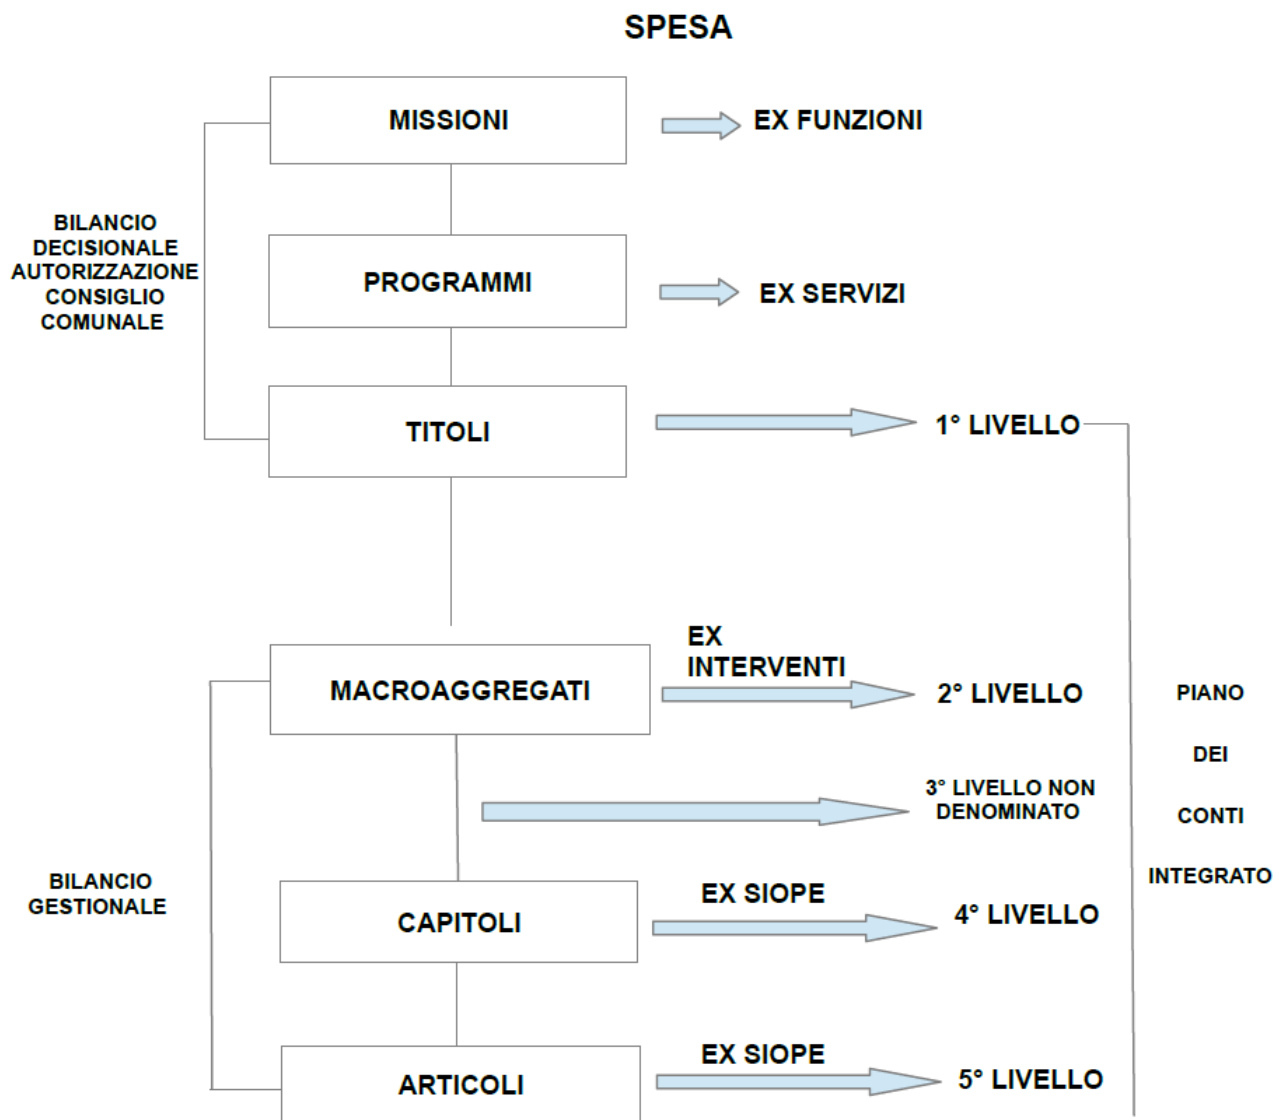 SPESA
MISSIONI
EX FUNZIONI
BILANCIO
DECISIONALE
AUTORIZZAZIONE
CONSIGLIO
COMUNALE
PROGRAMMI
EX SERVIZI
TITOLI
1° LIVELLO
MACROAGGREGATI
EX
INTERVENTI
2° LIVELLO
3° LIVELLO NON
DENOMINATO
PIANO
DEI
CONTI
INTEGRATO
BILANCIO
GESTIONALE
CAPITOLI
EX SIOPE
4° LIVELLO
ARTICOLI
EX SIOPE
5° LIVELLO